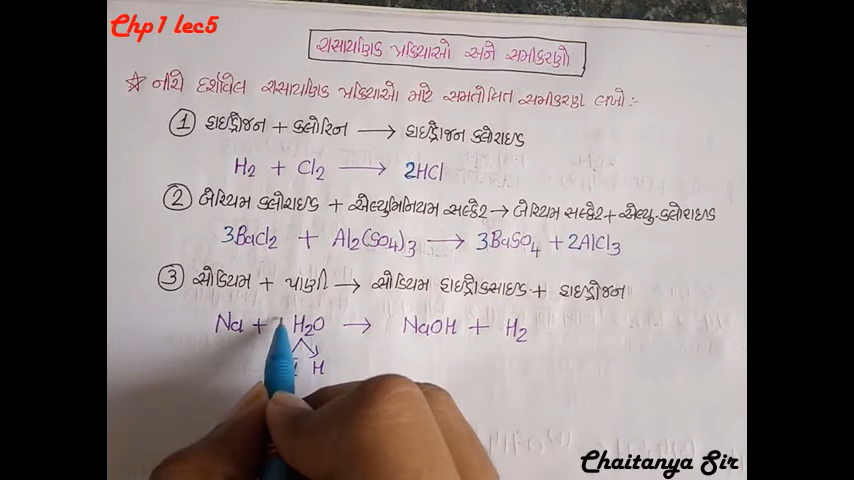 Chp 1 lec5
રાસાયણિક પ્રક્રિયાઓ અને સમીકરણો
☆ નીચે દર્શાવેલ રાસાયણિક પ્રક્રિયાઓ માટે સમતોલિત સમીકરણ લખો :-
① હાઇડ્રોજન + ક્લોરિન → હાઇડ્રોજન ક્લોરાઇડ
H₂ + Cl₂ → 2HCl
② બેરિયમ ક્લોરાઇડ + એલ્યુમિનિયમ સલ્ફેટ → બેરિયમ સલ્ફેટ + એલ્યુ. ક્લોરાઇડ
3BaCl₂ + Al₂(SO₄)₃ → 3BaSO₄ + 2AlCl₃
③ સોડિયમ + પાણી → સોડિયમ હાઇડ્રોક્સાઇડ + હાઇડ્રોજન
Na + H₂O → NaOH + H₂
H
Chaitanya Sir